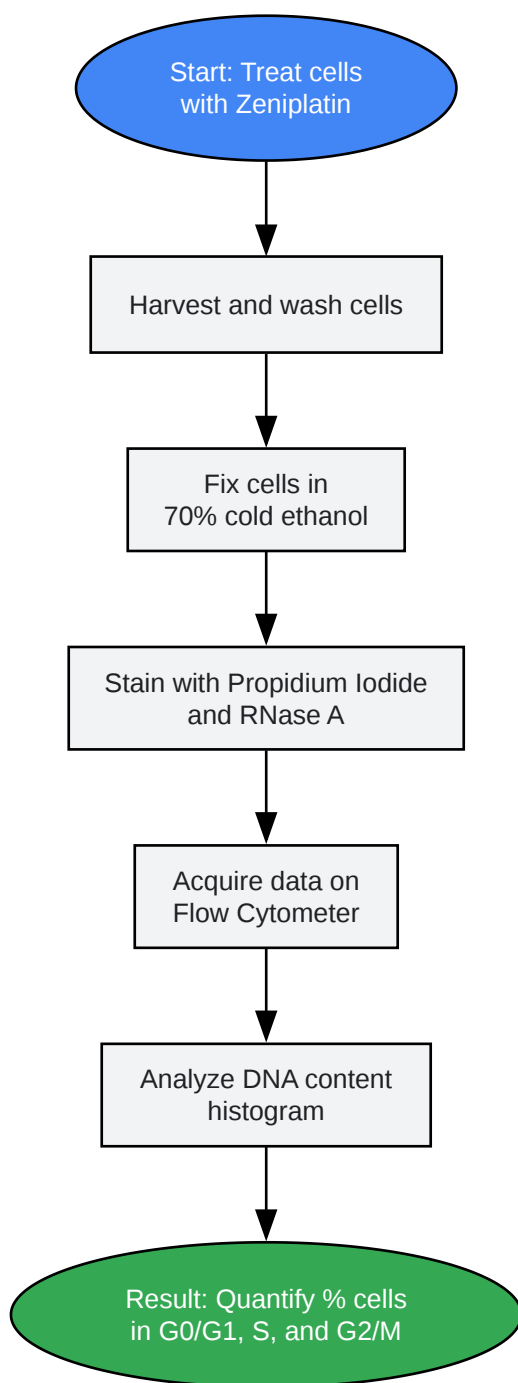 Start: Treat cells
with Zeniplatin
Harvest and wash cells
Fix cells in
70% cold ethanol
Stain with Propidium Iodide
and RNase A
Acquire data on
Flow Cytometer
Analyze DNA content
histogram
Result: Quantify % cells
in G0/G1, S, and G2/M